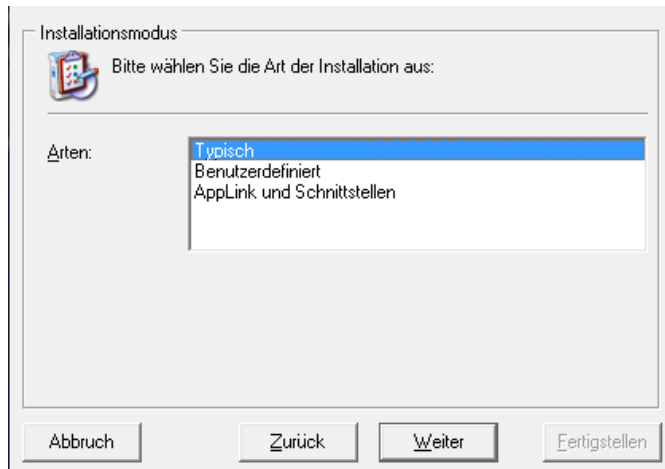 Installationsmodus
Bitte wählen Sie die Art der Installation aus:
Arten:
Typisch
Benutzerdefiniert
AppLink und Schnittstellen
Abbruch
Zurück
Weiter
Fertigstellen